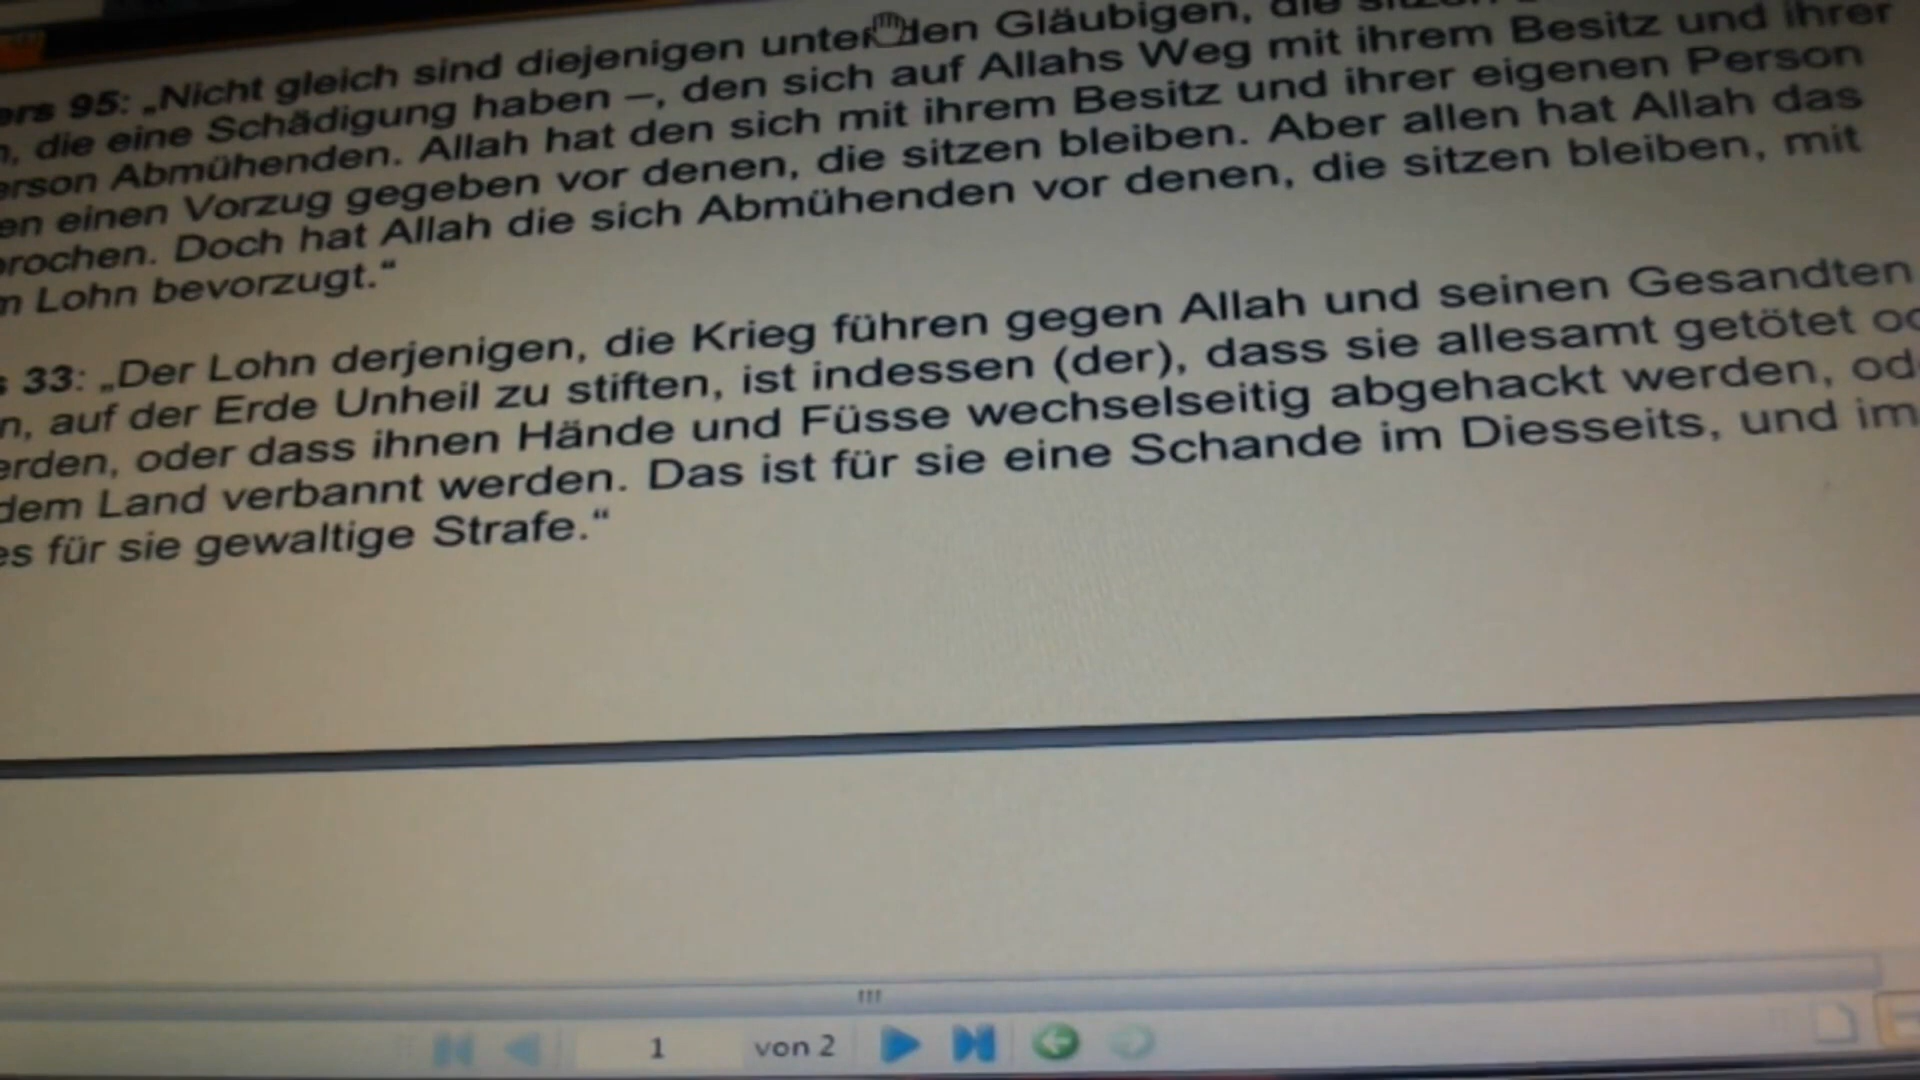 95: „Nicht gleich sind diejenigen unter den Gläubigen, die
die eine Schädigung haben –, den sich auf Allahs Weg mit ihrem Besitz und ihrer
Abmühenden. Allah hat den sich mit ihrem Besitz und ihrer eigenen Person
einen Vorzug gegeben vor denen, die sitzen bleiben. Aber allen hat Allah das
Doch hat Allah die sich Abmühenden vor denen, die sitzen bleiben, mit
Lohn bevorzugt.“
33: „Der Lohn derjenigen, die Krieg führen gegen Allah und seinen Gesandten
auf der Erde Unheil zu stiften, ist indessen (der), dass sie allesamt getötet
oder dass ihnen Hände und Füsse wechselseitig abgehackt werden,
dem Land verbannt werden. Das ist für sie eine Schande im Diesseits, und im
es für sie gewaltige Strafe.“
1 von 2